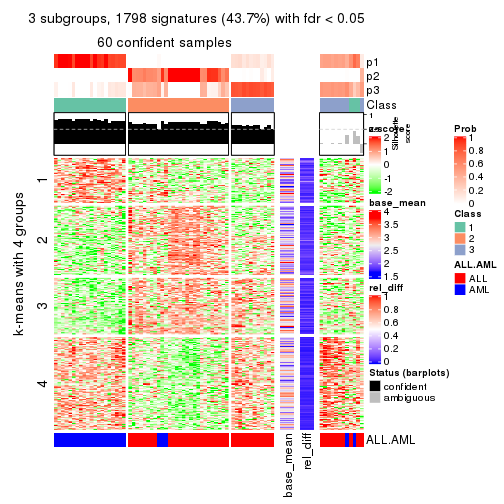 3 subgroups, 1798 signatures (43.7%) with fdr < 0.05
60 confident samples
p1
p2
p3
Class
1
Silhouette
score
k-means with 4 groups
1
2
3
4
z-score
2
1
0
-1
-2
base_mean
4
3.5
3
2.5
2
1.5
rel_diff
1
0.8
0.6
0.4
0.2
0
Status (barplots)
confident
ambiguous
Prob
1
0.8
0.6
0.4
0.2
0
Class
1
2
3
ALL.AML
ALL
AML
ALL.AML
base_mean
rel_diff